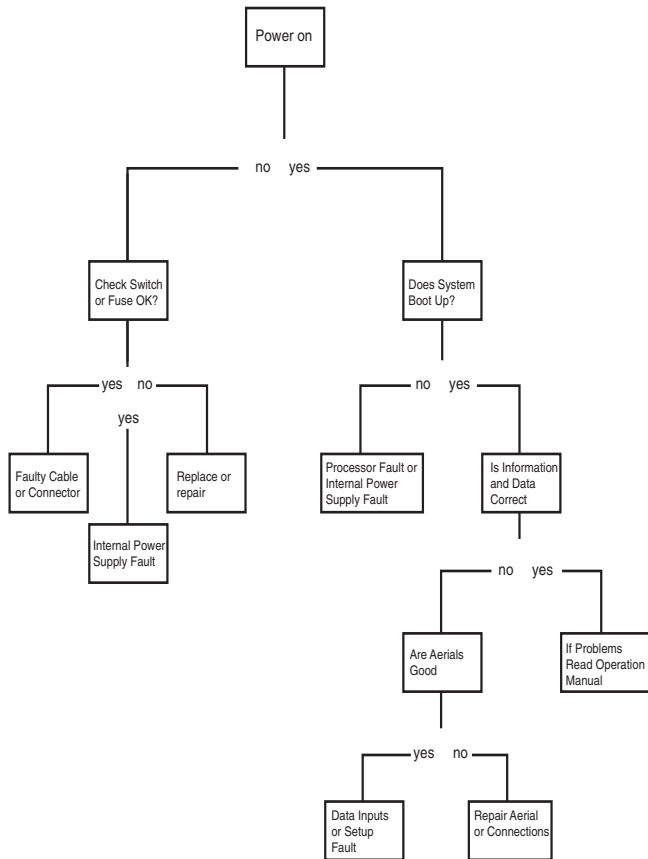 Power on
no yes
Check Switch
or Fuse OK?
Does System
Boot Up?
yes no
yes
no yes
Faulty Cable
or Connector
Replace or
repair
Processor Fault or
Internal Power
Supply Fault
Is Information
and Data
Correct
Internal Power
Supply Fault
no yes
Are Aerials
Good
If Problems
Read Operation
Manual
yes no
Data Inputs
or Setup
Fault
Repair Aerial
or Connections